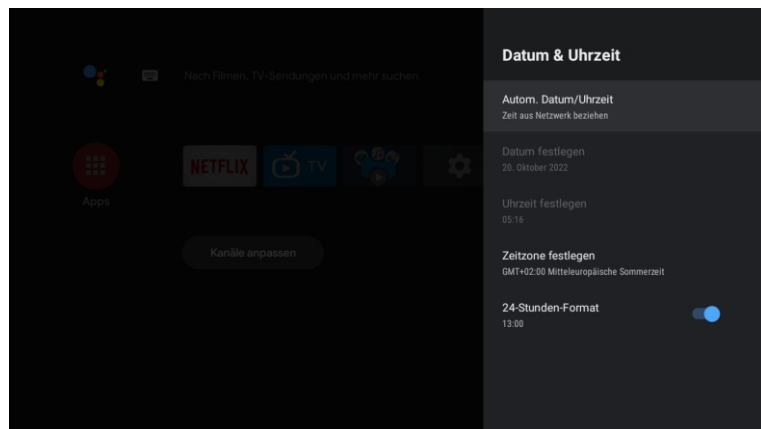 Datum & Uhrzeit
Nach Filmen, TV-Sendungen und mehr suchen
Autom. Datum/Uhrzeit
Zeit aus Netzwerk beziehen
Datum festlegen
20. Oktober 2022
NETFLIX
TV
Apps
Uhrzeit festlegen
05:16
Kanäle anpassen
Zeitzone festlegen
GMT+02:00 Mitteleuropäische Sommerzeit
24-Stunden-Format
13:00